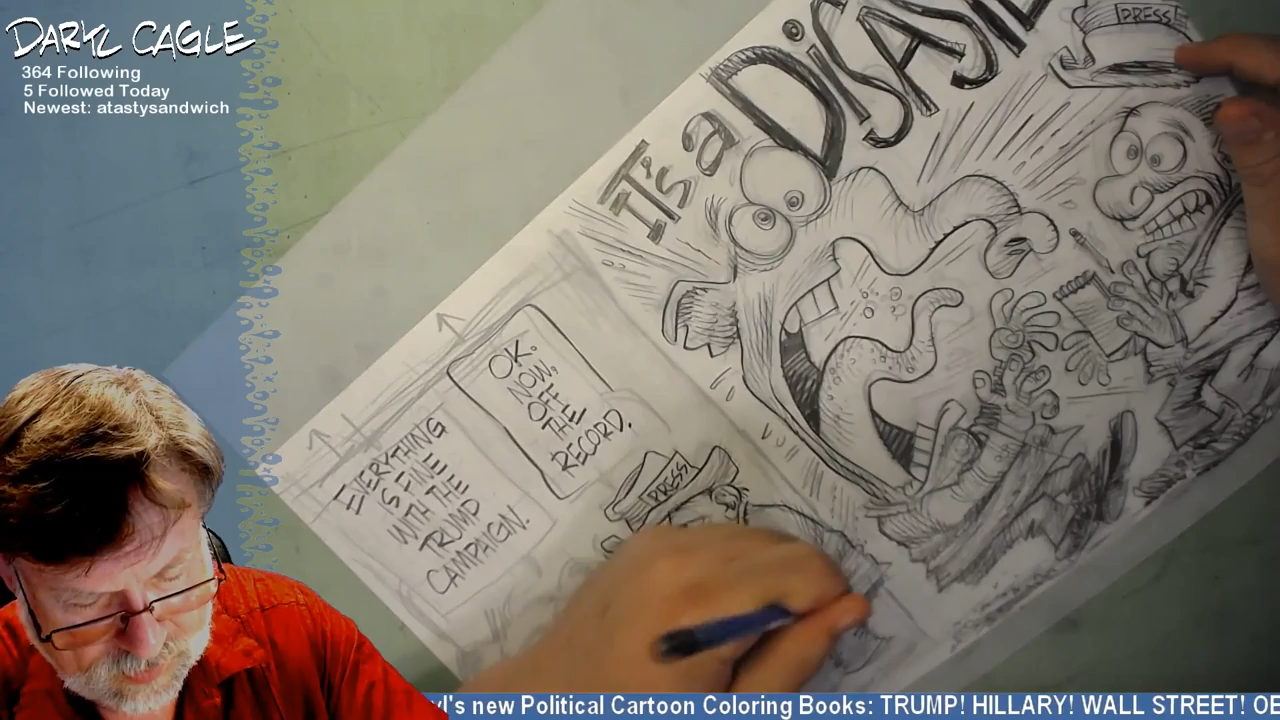 DARYL CAGLE
364 Following
5 Followed Today
Newest: atastysandwich
EVERYTHING
IS FINE
WITH THE
TRUMP
CAMPAIGN.
OK.
NOW,
OFF
THE
RECORD.
PRESS
IT'S a
PRESS
new Political Cartoon Coloring Books: TRUMP! HILLARY! WALL STREET!